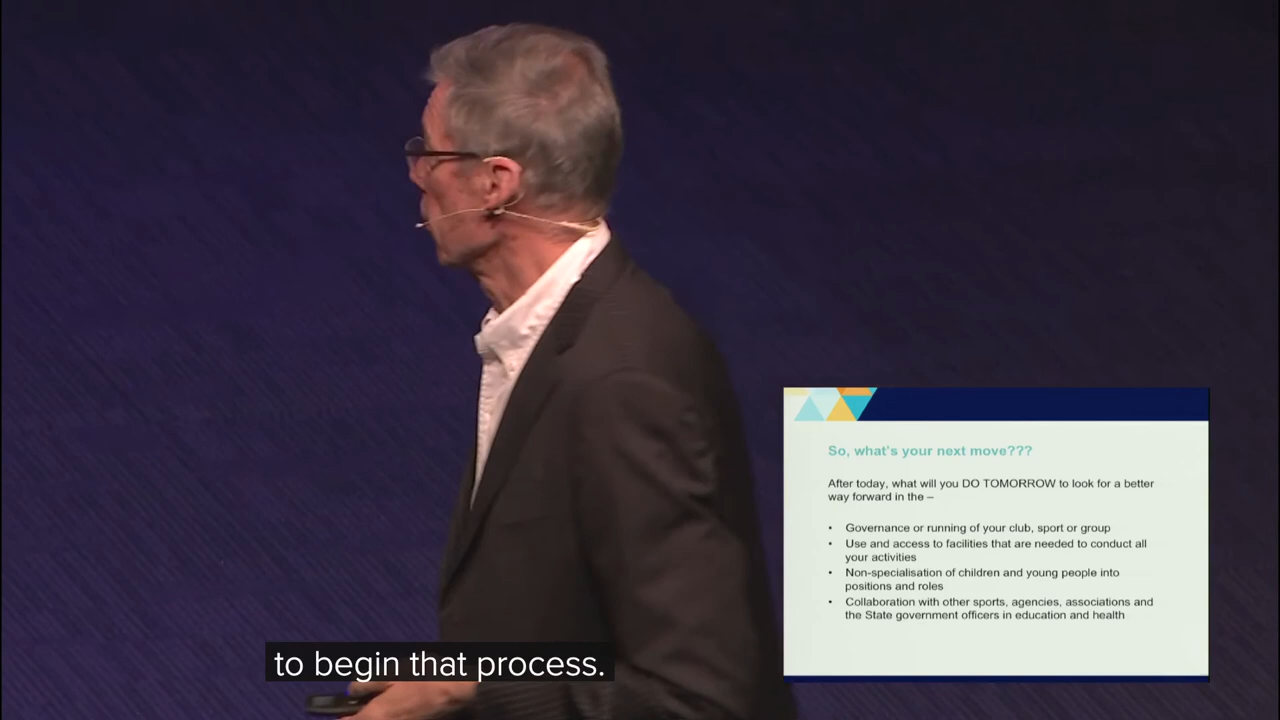 So, what's your next move???
After today, what will you DO TOMORROW to look for a better
way forward in the –
• Governance or running of your club, sport or group
• Use and access to facilities that are needed to conduct all
your activities
• Non-specialisation of children and young people into
positions and roles
• Collaboration with other sports, agencies, associations and
the State government officers in education and health
to begin that process.